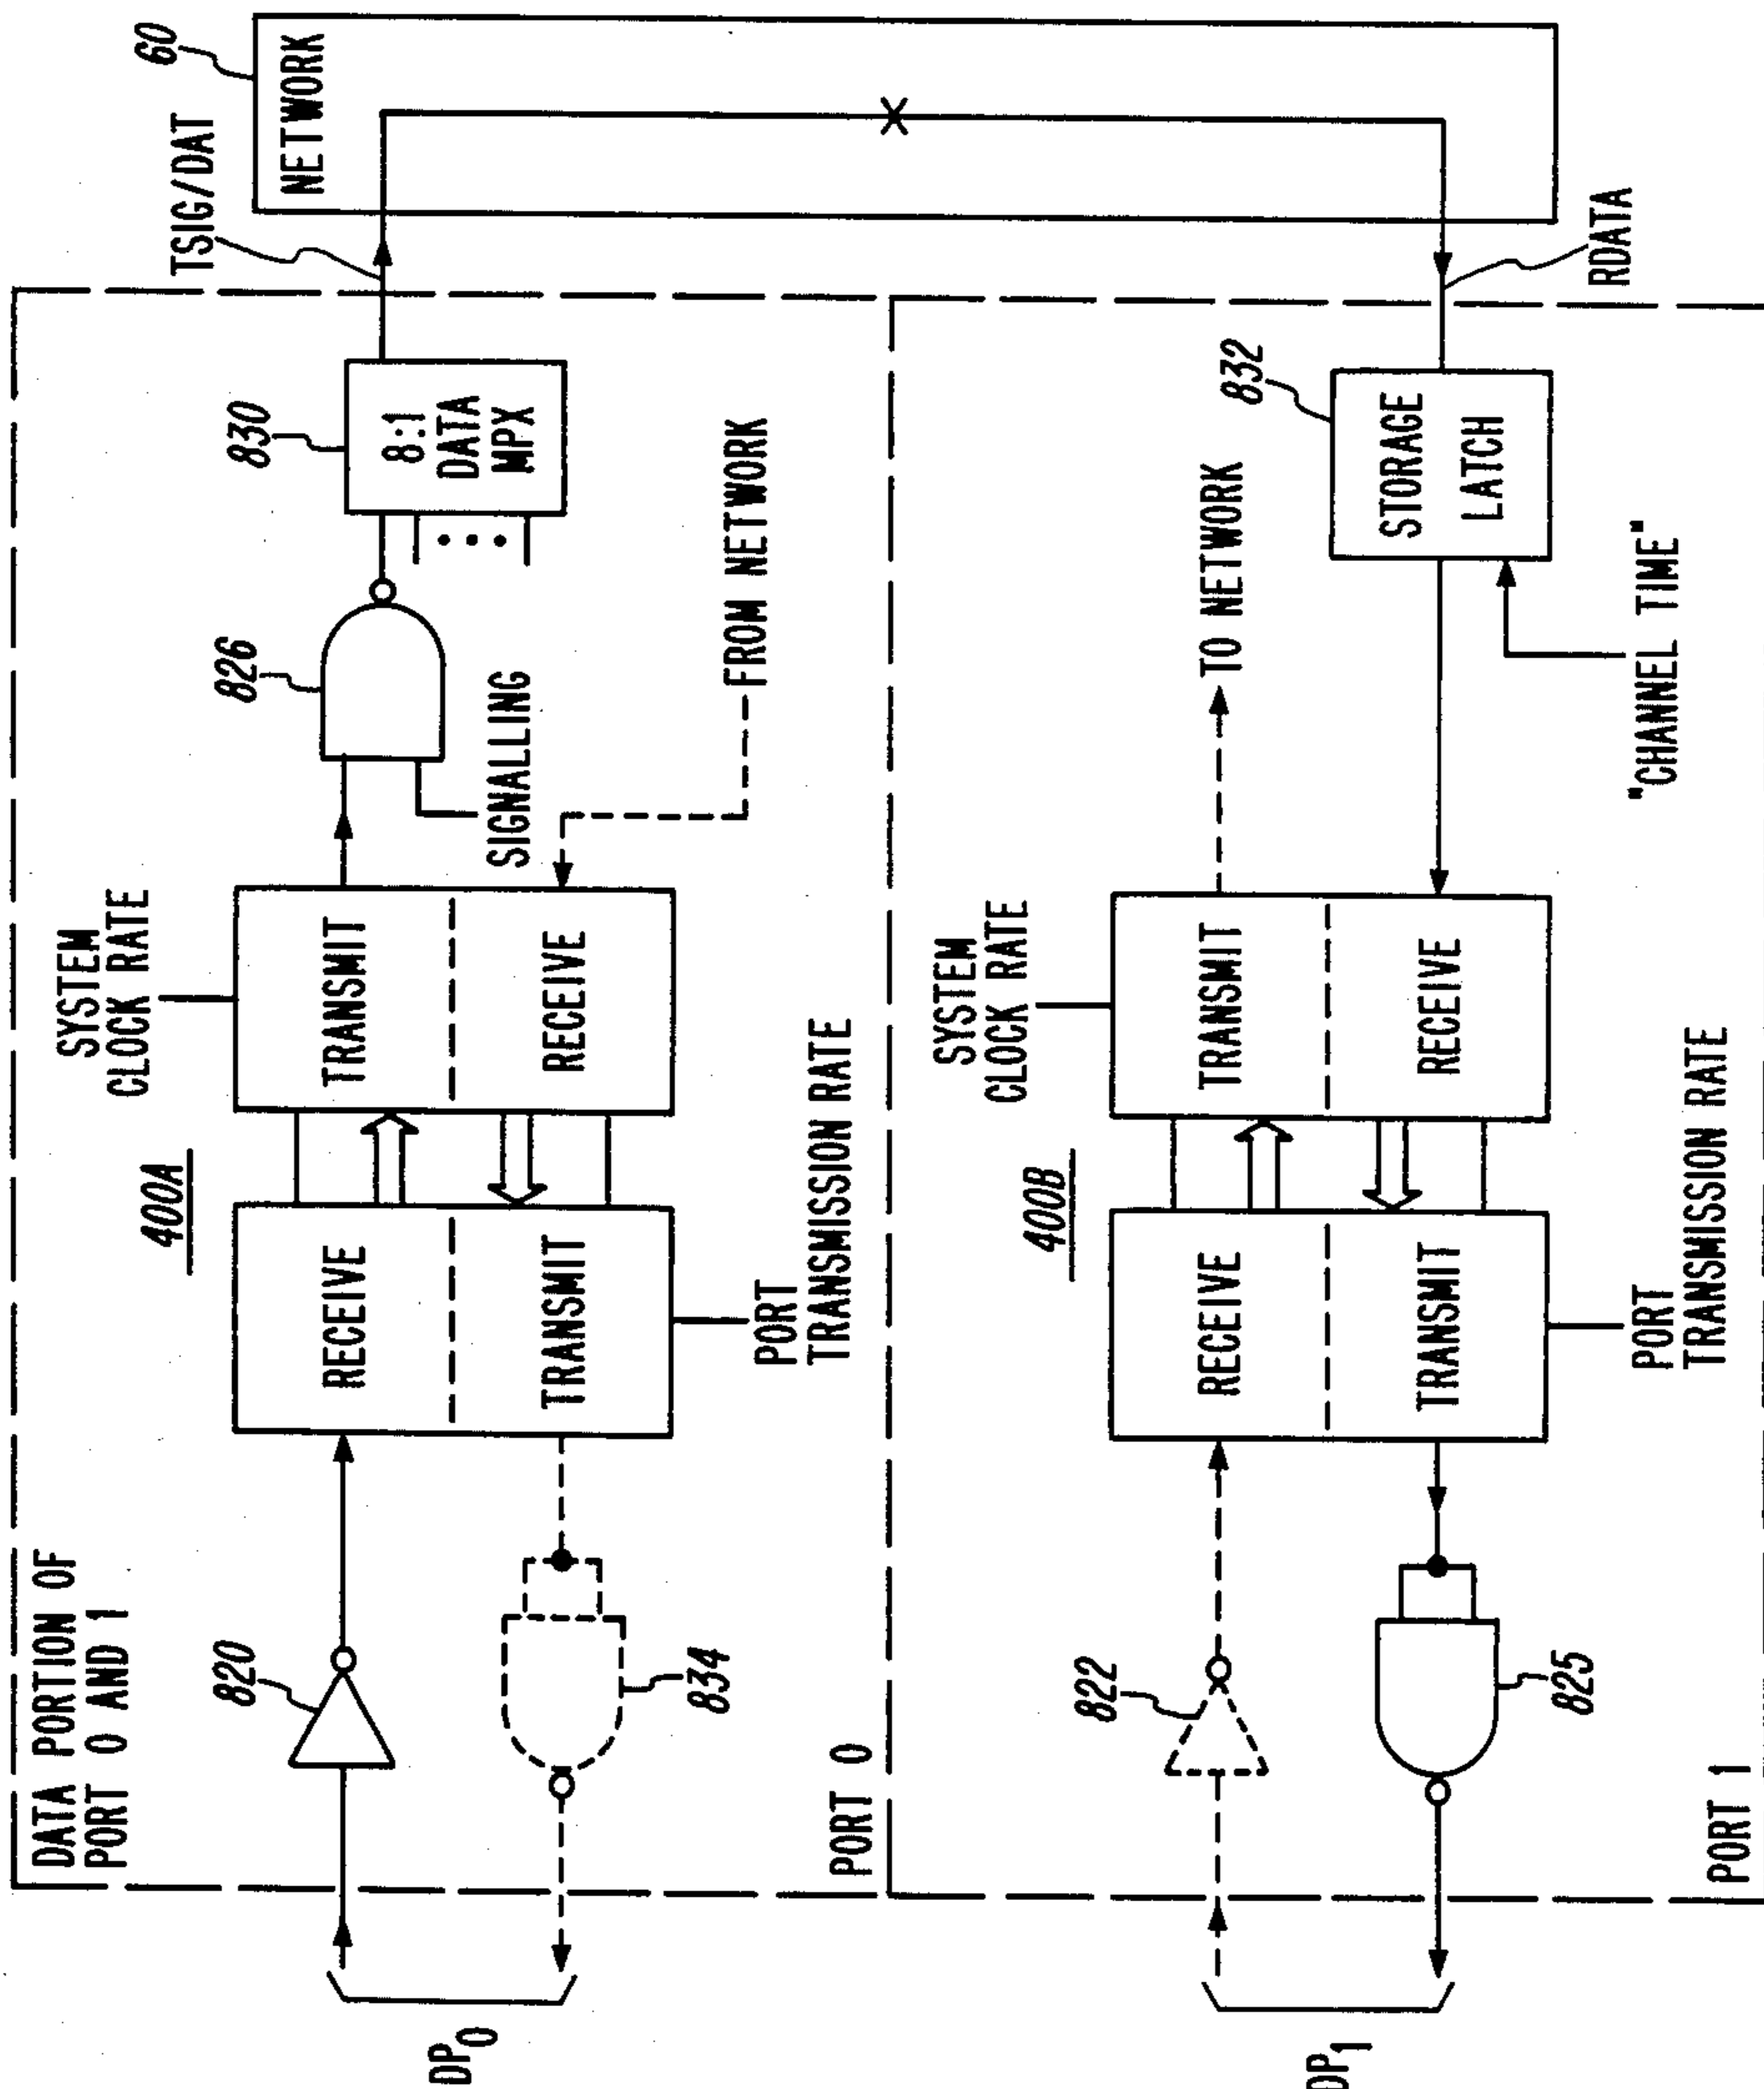 DATA PORTION OF
PORT 0 AND 1
820
834
DP0
PORT 0
400A
RECEIVE
TRANSMIT
PORT
TRANSMISSION RATE
SYSTEM
CLOCK RATE
TRANSMIT
RECEIVE
826
SIGNALLING
FROM NETWORK
830
8:1
DATA
MPX
TSIG/DAT
60
NETWORK
822
825
DP1
PORT 1
400B
RECEIVE
TRANSMIT
PORT
TRANSMISSION RATE
SYSTEM
CLOCK RATE
TRANSMIT
RECEIVE
TO NETWORK
832
STORAGE
LATCH
"CHANNEL TIME"
RDATA